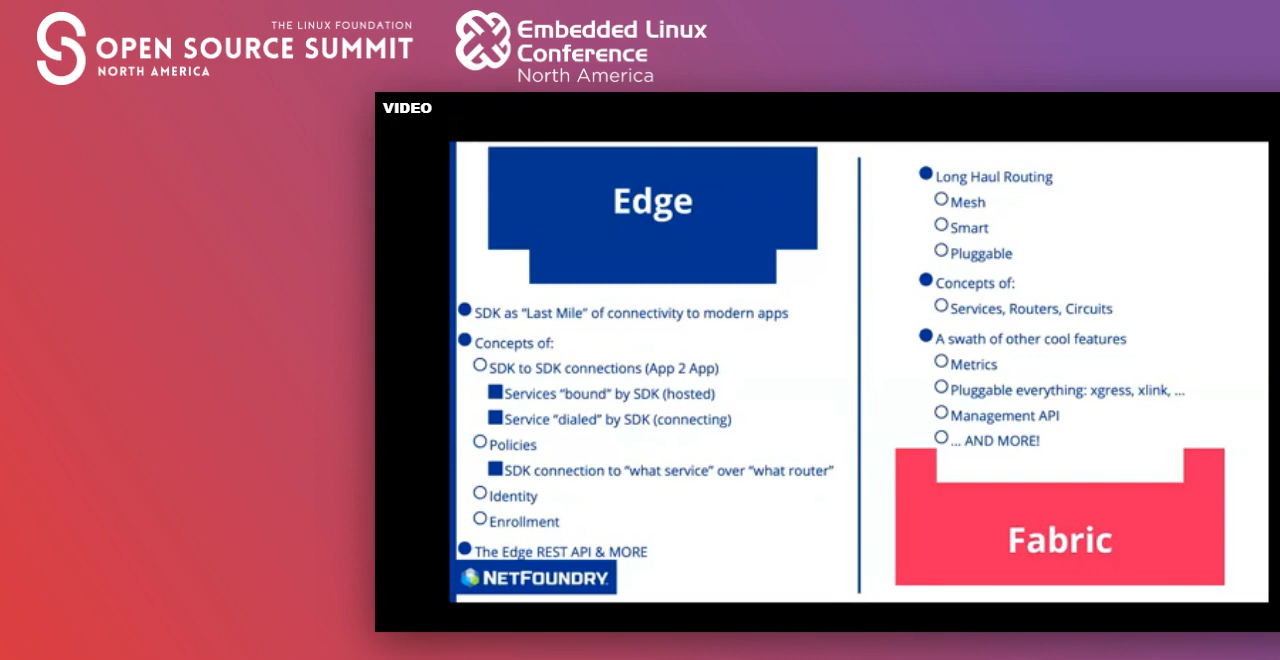 THE LINUX FOUNDATION
OPEN SOURCE SUMMIT
NORTH AMERICA
Embedded Linux
Conference
North America
VIDEO
Edge
SDK as “Last Mile” of connectivity to modern apps
Concepts of:
SDK to SDK connections (App 2 App)
Services “bound” by SDK (hosted)
Service “dialed” by SDK (connecting)
Policies
SDK connection to “what service” over “what router”
Identity
Enrollment
The Edge REST API & MORE
NETFOUNDRY
Long Haul Routing
Mesh
Smart
Pluggable
Concepts of:
Services, Routers, Circuits
A swath of other cool features
Metrics
Pluggable everything: xgress, xlink, ...
Management API
... AND MORE!
Fabric